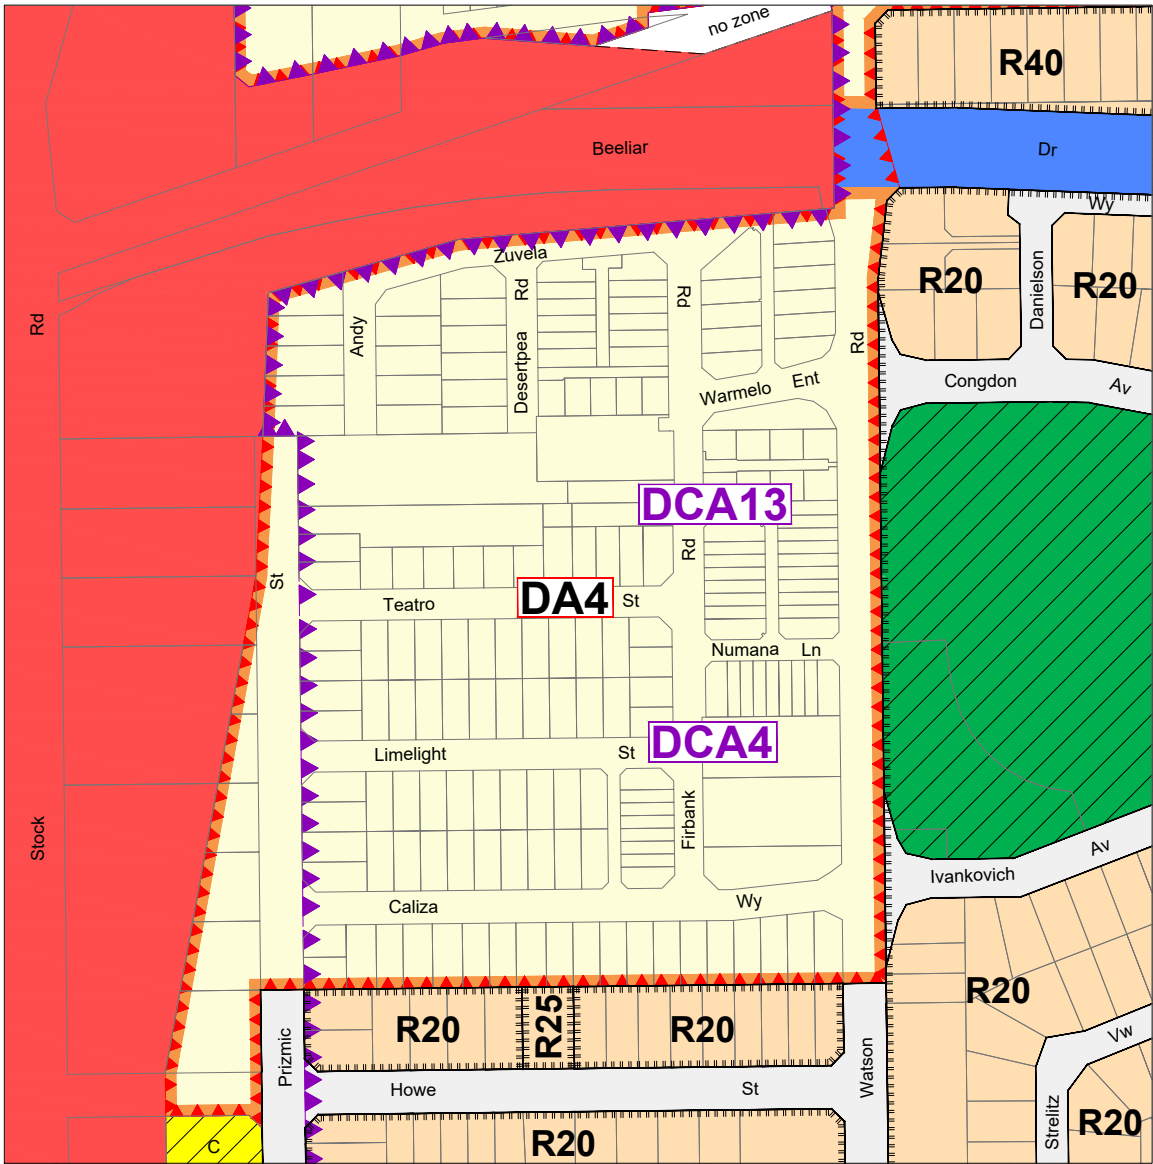 no zone
R40
Beeliar
Dr
Wy
Zuvela
R20
Danielson
R20
Rd
Andy
Rd
Desertpea
Rd
Rd
Warmelo
Ent
Congdon
Av
DCA13
Rd
St
Teatro
DA4
St
Numana
Ln
Limelight
St
DCA4
Stock
Firbank
Ivankovich
Av
Caliza
Wy
R20
Prizmic
R20
R25
R20
Watson
Vw
Howe
St
Strelitz
R20
C
R20